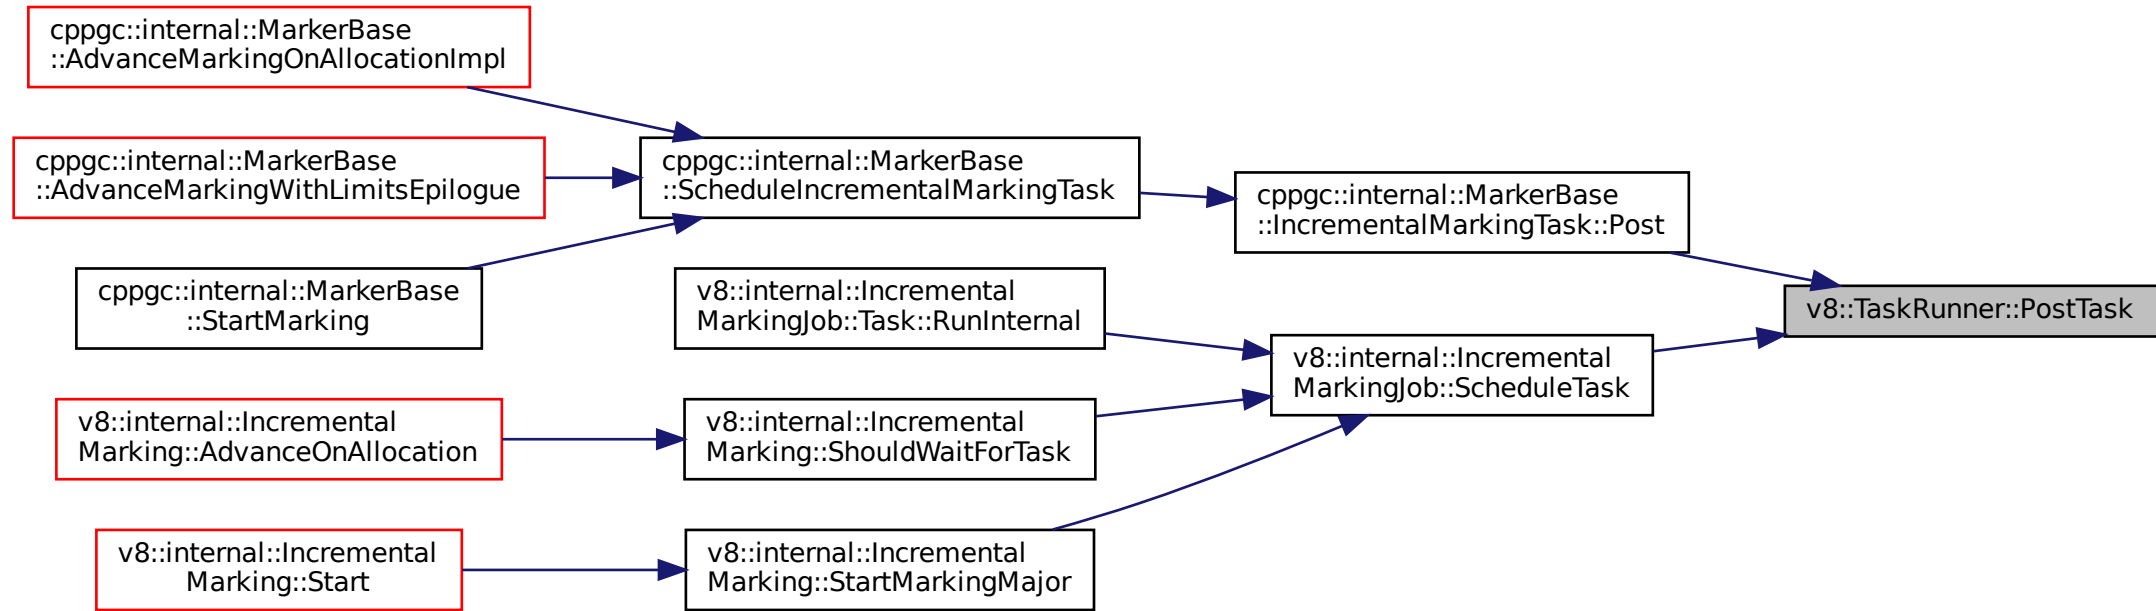 cppgc::internal::MarkerBase
::AdvanceMarkingOnAllocationImpl
cppgc::internal::MarkerBase
::AdvanceMarkingWithLimitsEpilogue
cppgc::internal::MarkerBase
::StartMarking
v8::internal::Incremental
Marking::AdvanceOnAllocation
v8::internal::Incremental
Marking::Start
cppgc::internal::MarkerBase
::ScheduleIncrementalMarkingTask
v8::internal::Incremental
MarkingJob::Task::RunInternal
v8::internal::Incremental
Marking::ShouldWaitForTask
v8::internal::Incremental
Marking::StartMarkingMajor
cppgc::internal::MarkerBase
::IncrementalMarkingTask::Post
v8::internal::Incremental
MarkingJob::ScheduleTask
v8::TaskRunner::PostTask